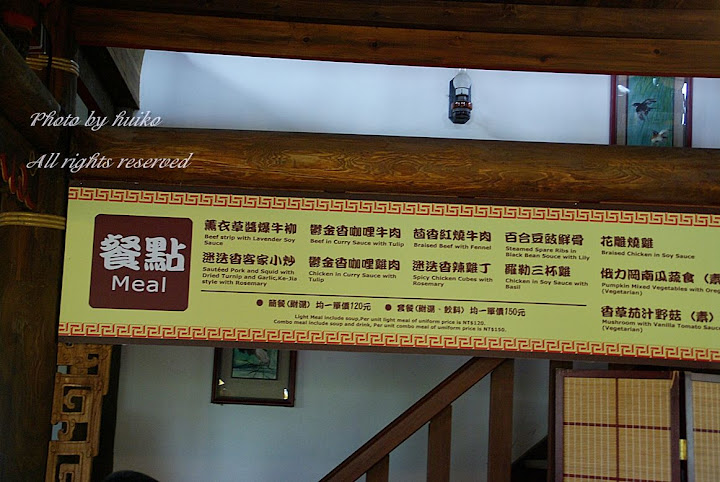 Photo by huiko
All rights reserved
餐點
Meal
薰衣草醬爆牛柳
Beef strip with Lavender Soy
Sauce
迷迭香客家小炒
Sautéed Pork and Squid with
Dried Turnip and Garlic,Ke-Jia
style with Rosemary
鬱金香咖哩牛肉
Beef in Curry Sauce with Tulip
鬱金香咖哩雞肉
Chicken in Curry Sauce with
Tulip
茴香紅燒牛肉
Braised Beef with Fennel
迷迭香辣雞丁
Spicy Chicken Cubes with
Rosemary
百合豆豉鮮骨
Steamed Spare Ribs in
Black Bean Souce with Lily
羅勒三杯雞
Chicken in Soy Sauce with
Basil
花雕燒雞
Braised Chicken in Soy Sauce
俄力岡南瓜蔬食（素）
Pumpkin Mixed Vegetables with
(Vegetarian)
香草茄汁野菇（素）
Mushroom with Vanilla Tomato
(Vegetarian)
● 簡餐(附湯) 均一單價120元 ● 套餐(附湯、飲料) 均一單價150元
Light Meal include soup,Per unit light meal of uniform price is NT$120.
Combo meal include soup and drink, Per unit combo meal of uniform price is NT$150.